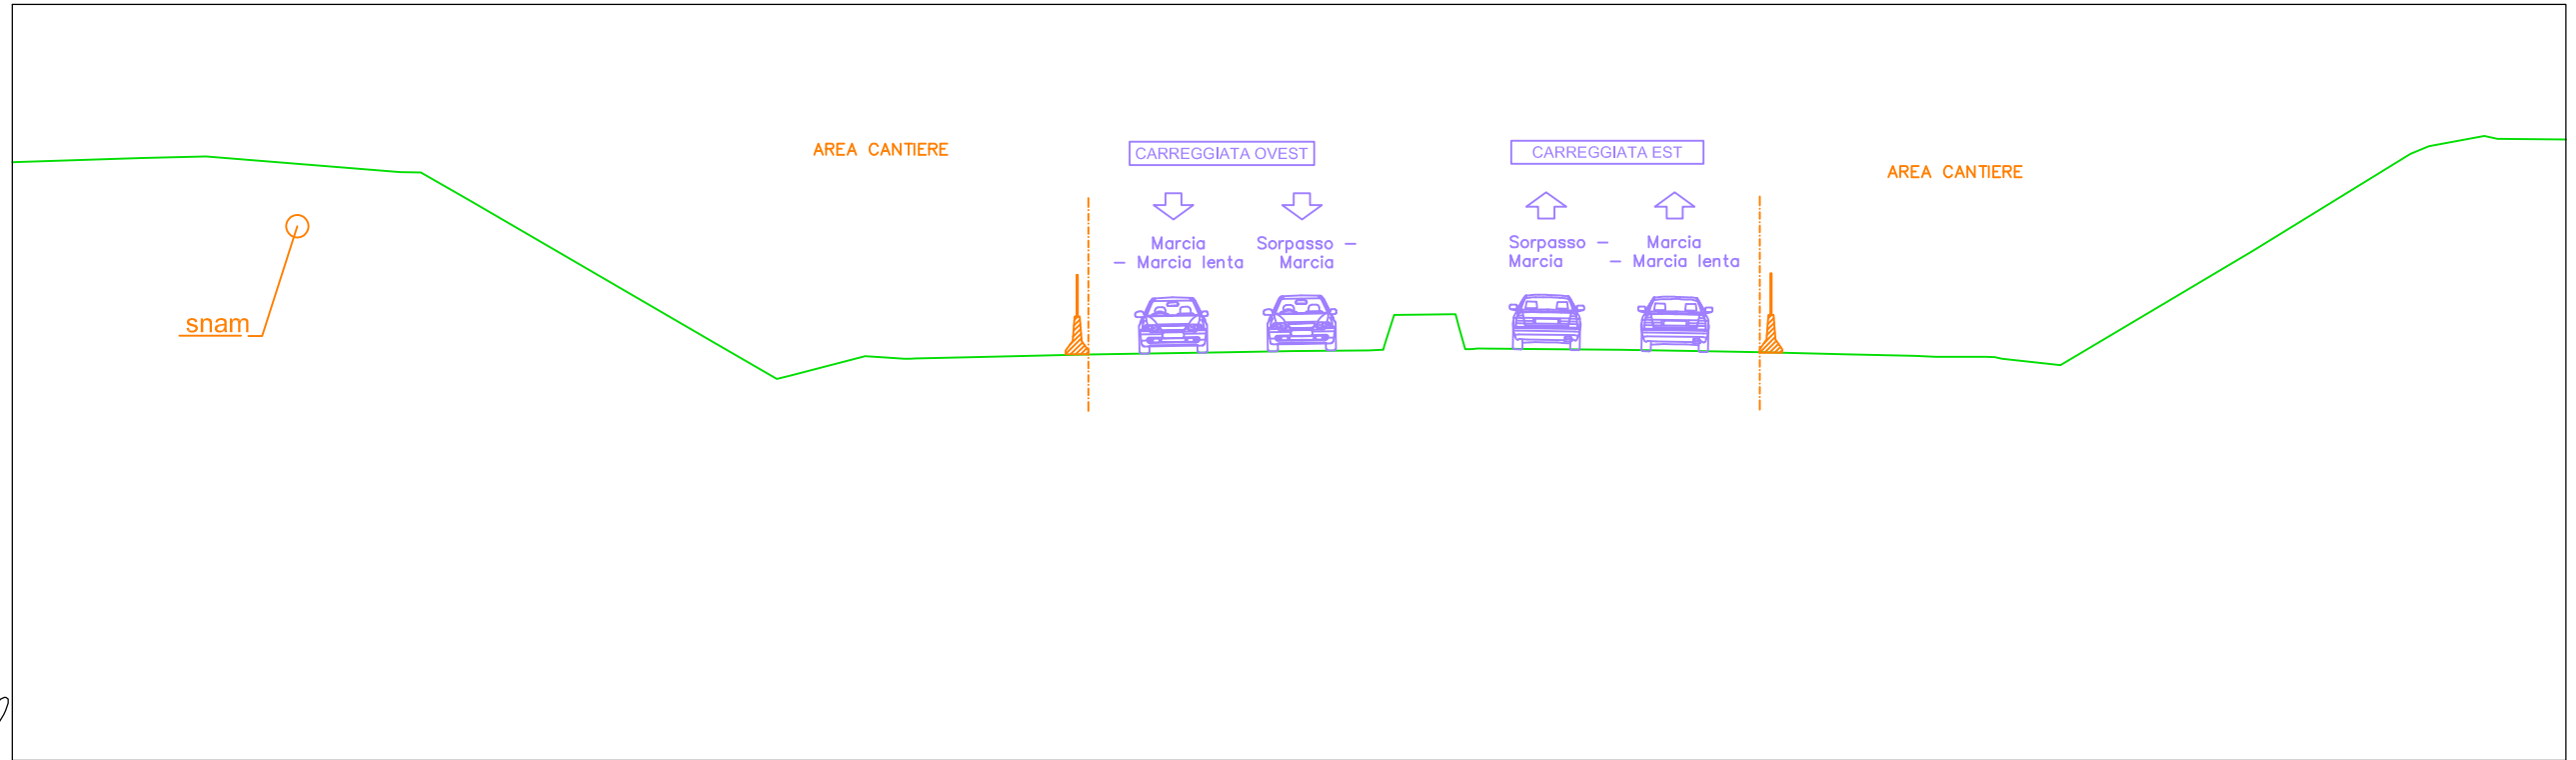 AREA CANTIERE
CARREGGIATA OVEST
CARREGGIATA EST
AREA CANTIERE
Marcia
– Marcia lenta
Sorpasso –
Marcia
Sorpasso –
Marcia
Marcia
– Marcia lenta
snam